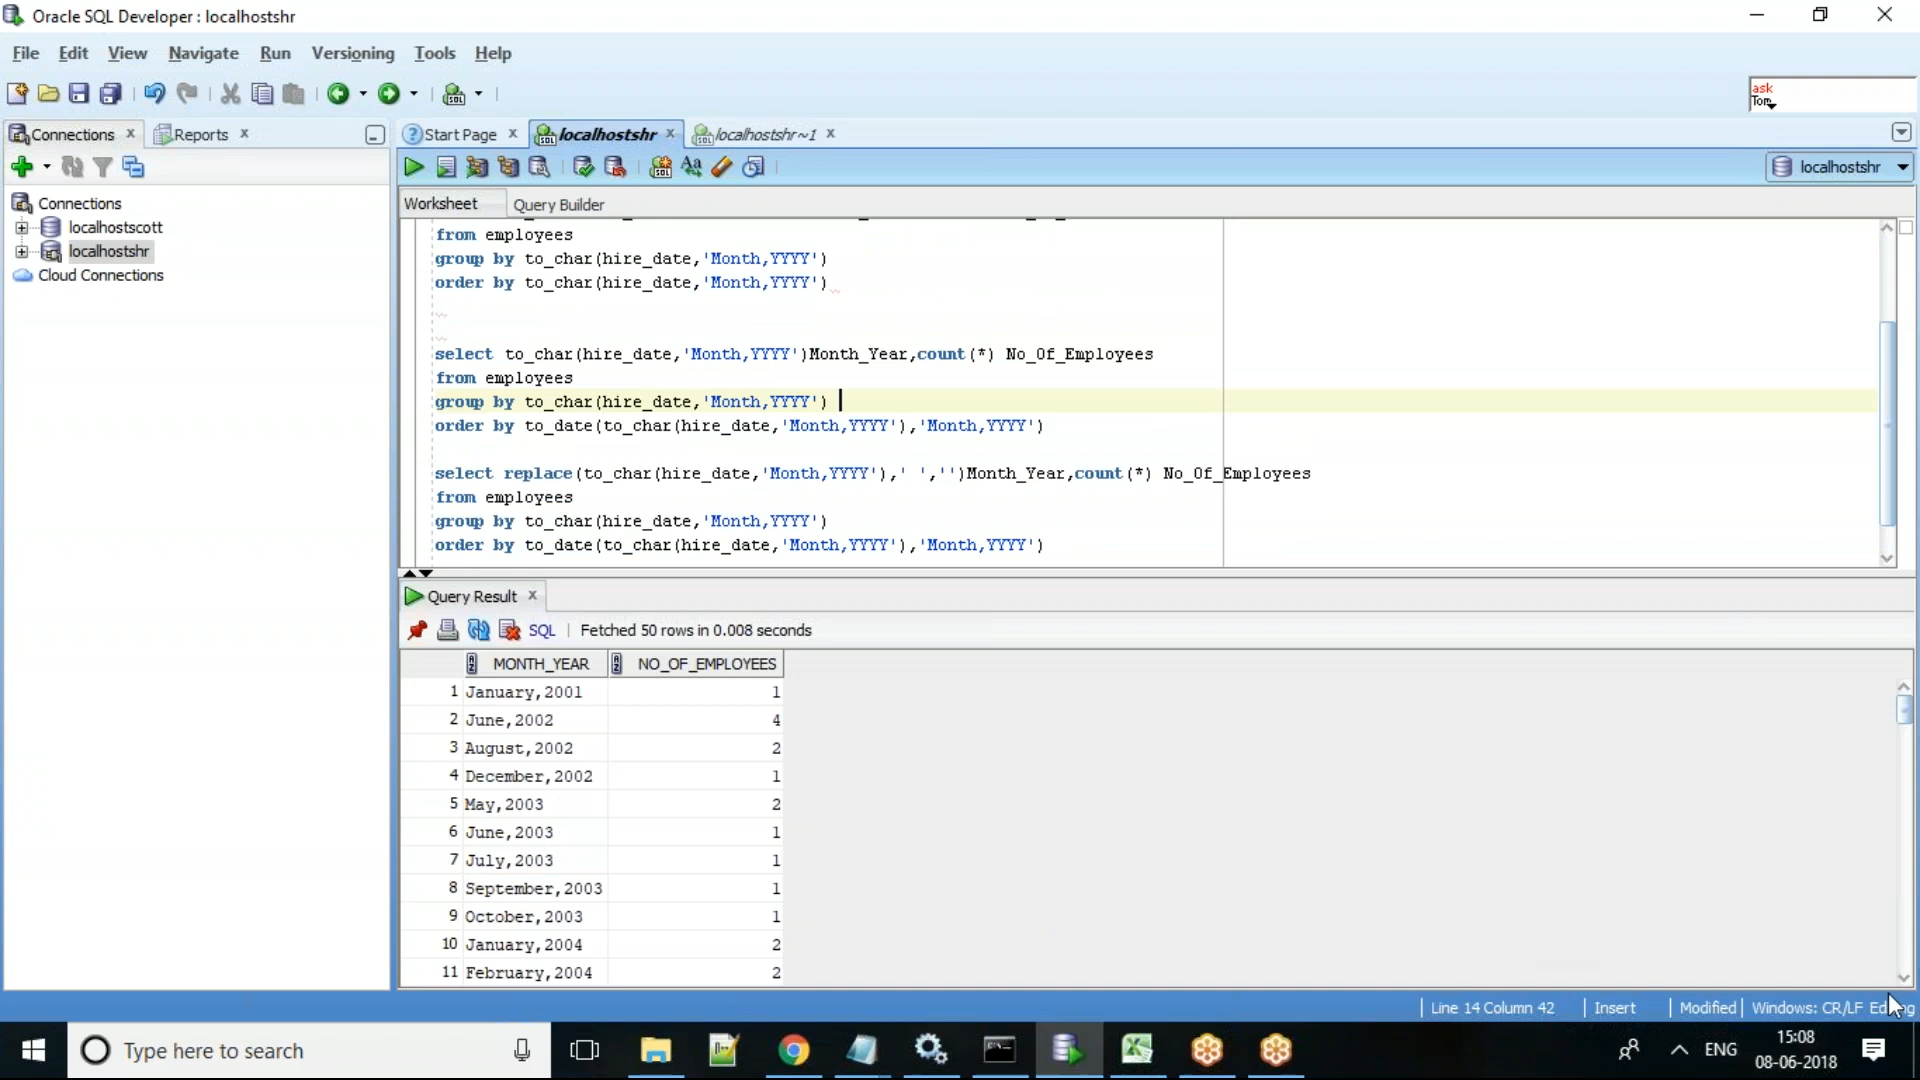 Oracle SQL Developer : localhostshr
File Edit View Navigate Run Versioning Tools Help
ask
Tom
Connections x Reports x
Start Page x localhostshr x localhostshr~1 x
localhostshr
Connections
localhostscott
localhostshr
Cloud Connections
Worksheet Query Builder
from employees
group by to_char(hire_date,'Month,YYYY')
order by to_char(hire_date,'Month,YYYY')
select to_char(hire_date,'Month,YYYY')Month_Year,count(*) No_Of_Employees
from employees
group by to_char(hire_date,'Month,YYYY')
order by to_date(to_char(hire_date,'Month,YYYY'),'Month,YYYY')
select replace(to_char(hire_date,'Month,YYYY'),' ','')Month_Year,count(*) No_Of_Employees
from employees
group by to_char(hire_date,'Month,YYYY')
order by to_date(to_char(hire_date,'Month,YYYY'),'Month,YYYY')
Query Result x
SQL | Fetched 50 rows in 0.008 seconds
MONTH_YEAR NO_OF_EMPLOYEES
1 January,2001 1
2 June,2002 4
3 August,2002 2
4 December,2002 1
5 May,2003 2
6 June,2003 1
7 July,2003 1
8 September,2003 1
9 October,2003 1
10 January,2004 2
11 February,2004 2
Line 14 Column 42 | Insert | Modified | Windows: CR/LF
Type here to search
ENG
15:08
08-06-2018